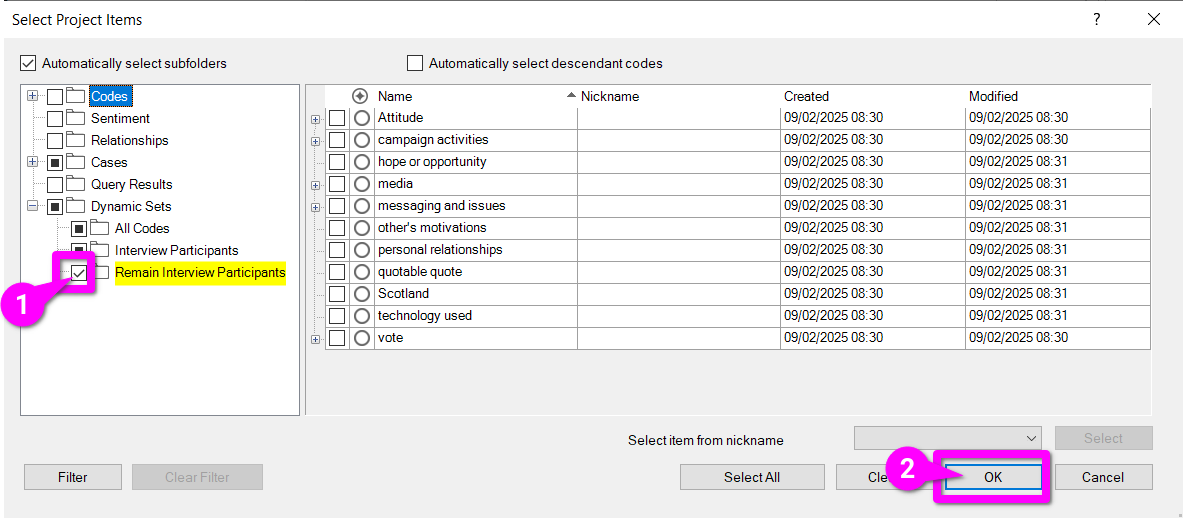 Select Project Items
?
Automatically select subfolders
Automatically select descendant codes
Codes
Sentiment
Relationships
Cases
Query Results
Dynamic Sets
All Codes
Interview Participants
Remain Interview Participants
1
Name Nickname Created Modified
Attitude 09/02/2025 08:30 09/02/2025 08:30
campaign activities 09/02/2025 08:30 09/02/2025 08:30
hope or opportunity 09/02/2025 08:30 09/02/2025 08:31
media 09/02/2025 08:30 09/02/2025 08:31
messaging and issues 09/02/2025 08:30 09/02/2025 08:31
other's motivations 09/02/2025 08:30 09/02/2025 08:31
personal relationships 09/02/2025 08:30 09/02/2025 08:31
quotable quote 09/02/2025 08:30 09/02/2025 08:31
Scotland 09/02/2025 08:30 09/02/2025 08:31
technology used 09/02/2025 08:30 09/02/2025 08:31
vote 09/02/2025 08:30 09/02/2025 08:30
Select item from nickname Select
Filter Clear Filter Select All 2 OK Cancel